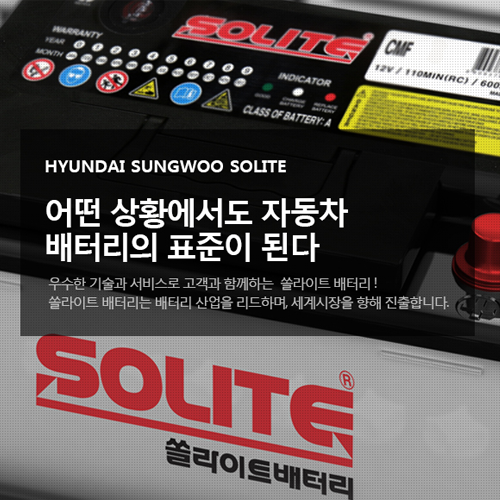 SOLITE®
WARRANTY
YEAR
MONTH
CMF
12V / 110MIN(RC) / 600
INDICATOR
GOOD
CHARGE BATTERY
REPLACE BATTERY
CLASS OF BATTERY: A
HYUNDAI SUNGWOO SOLITE
어떤 상황에서도 자동차
배터리의 표준이 된다
우수한 기술과 서비스로 고객과 함께하는 쏠라이트 배터리 !
쏠라이트 배터리는 배터리 산업을 리드하며, 세계시장을 향해 진출합니다.
SOLITE®
쏠라이트배터리